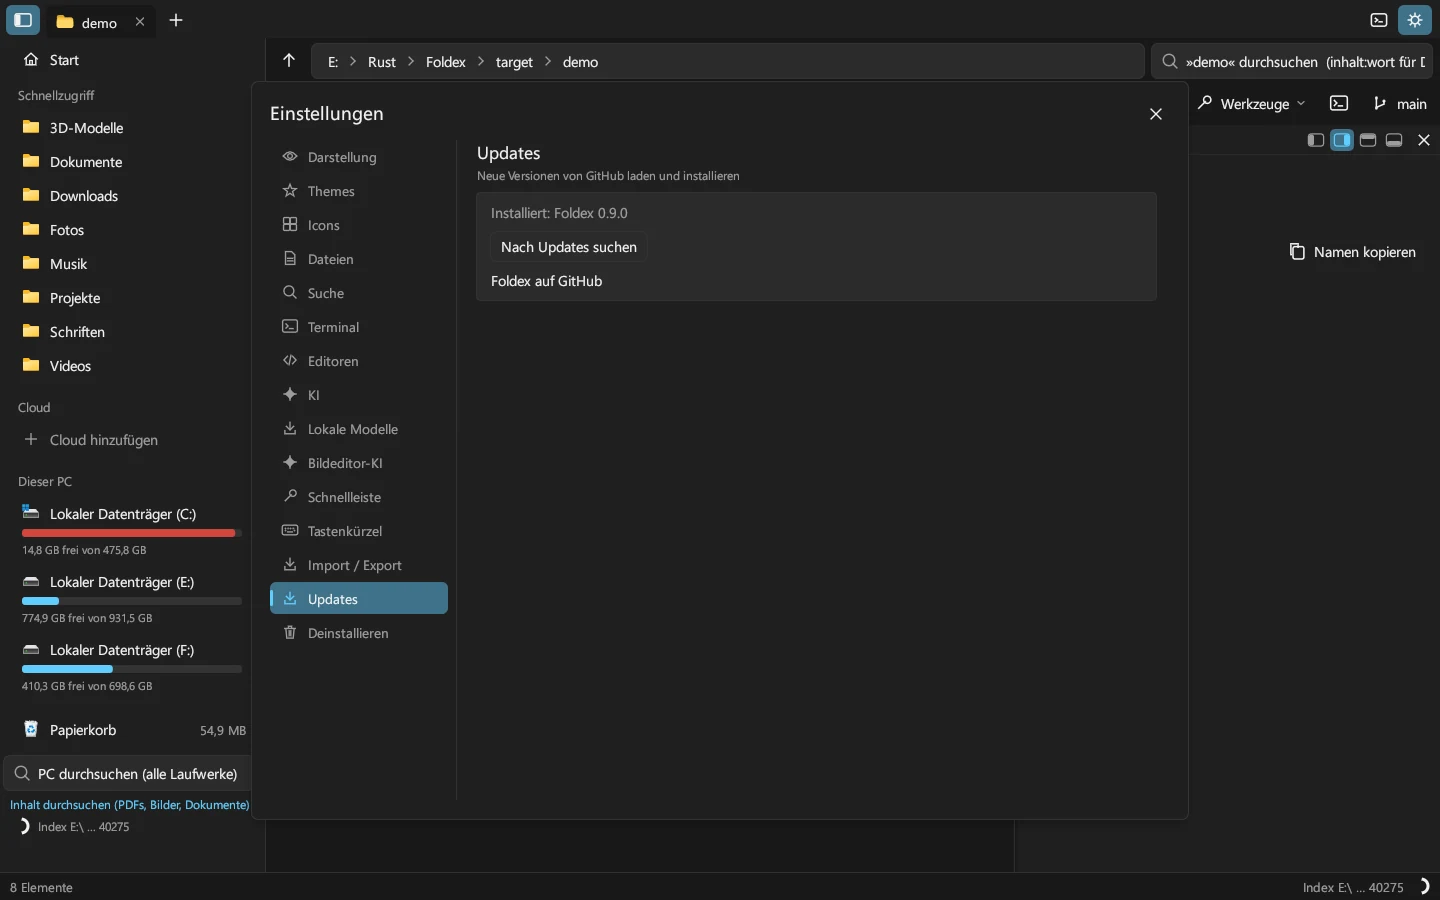 demo
Start
E: > Rust > Foldex > target > demo
»demo« durchsuchen (inhalt:wort für D
Schnellzugriff
3D-Modelle
Dokumente
Downloads
Fotos
Musik
Projekte
Schriften
Videos
Cloud
Cloud hinzufügen
Dieser PC
Lokaler Datenträger (C:)
14,8 GB frei von 475,8 GB
Lokaler Datenträger (E:)
774,9 GB frei von 931,5 GB
Lokaler Datenträger (F:)
410,3 GB frei von 698,6 GB
Papierkorb 54,9 MB
PC durchsuchen (alle Laufwerke)
Inhalt durchsuchen (PDFs, Bilder, Dokumente)
Index E:\ ... 40275
Einstellungen
Darstellung
Themes
Icons
Dateien
Suche
Terminal
Editoren
KI
Lokale Modelle
Bildeditor-KI
Schnellleiste
Tastenkürzel
Import / Export
Updates
Deinstallieren
Updates
Neue Versionen von GitHub laden und installieren
Installiert: Foldex 0.9.0
Nach Updates suchen
Foldex auf GitHub
Werkzeuge
main
Namen kopieren
8 Elemente
Index E:\ ... 40275